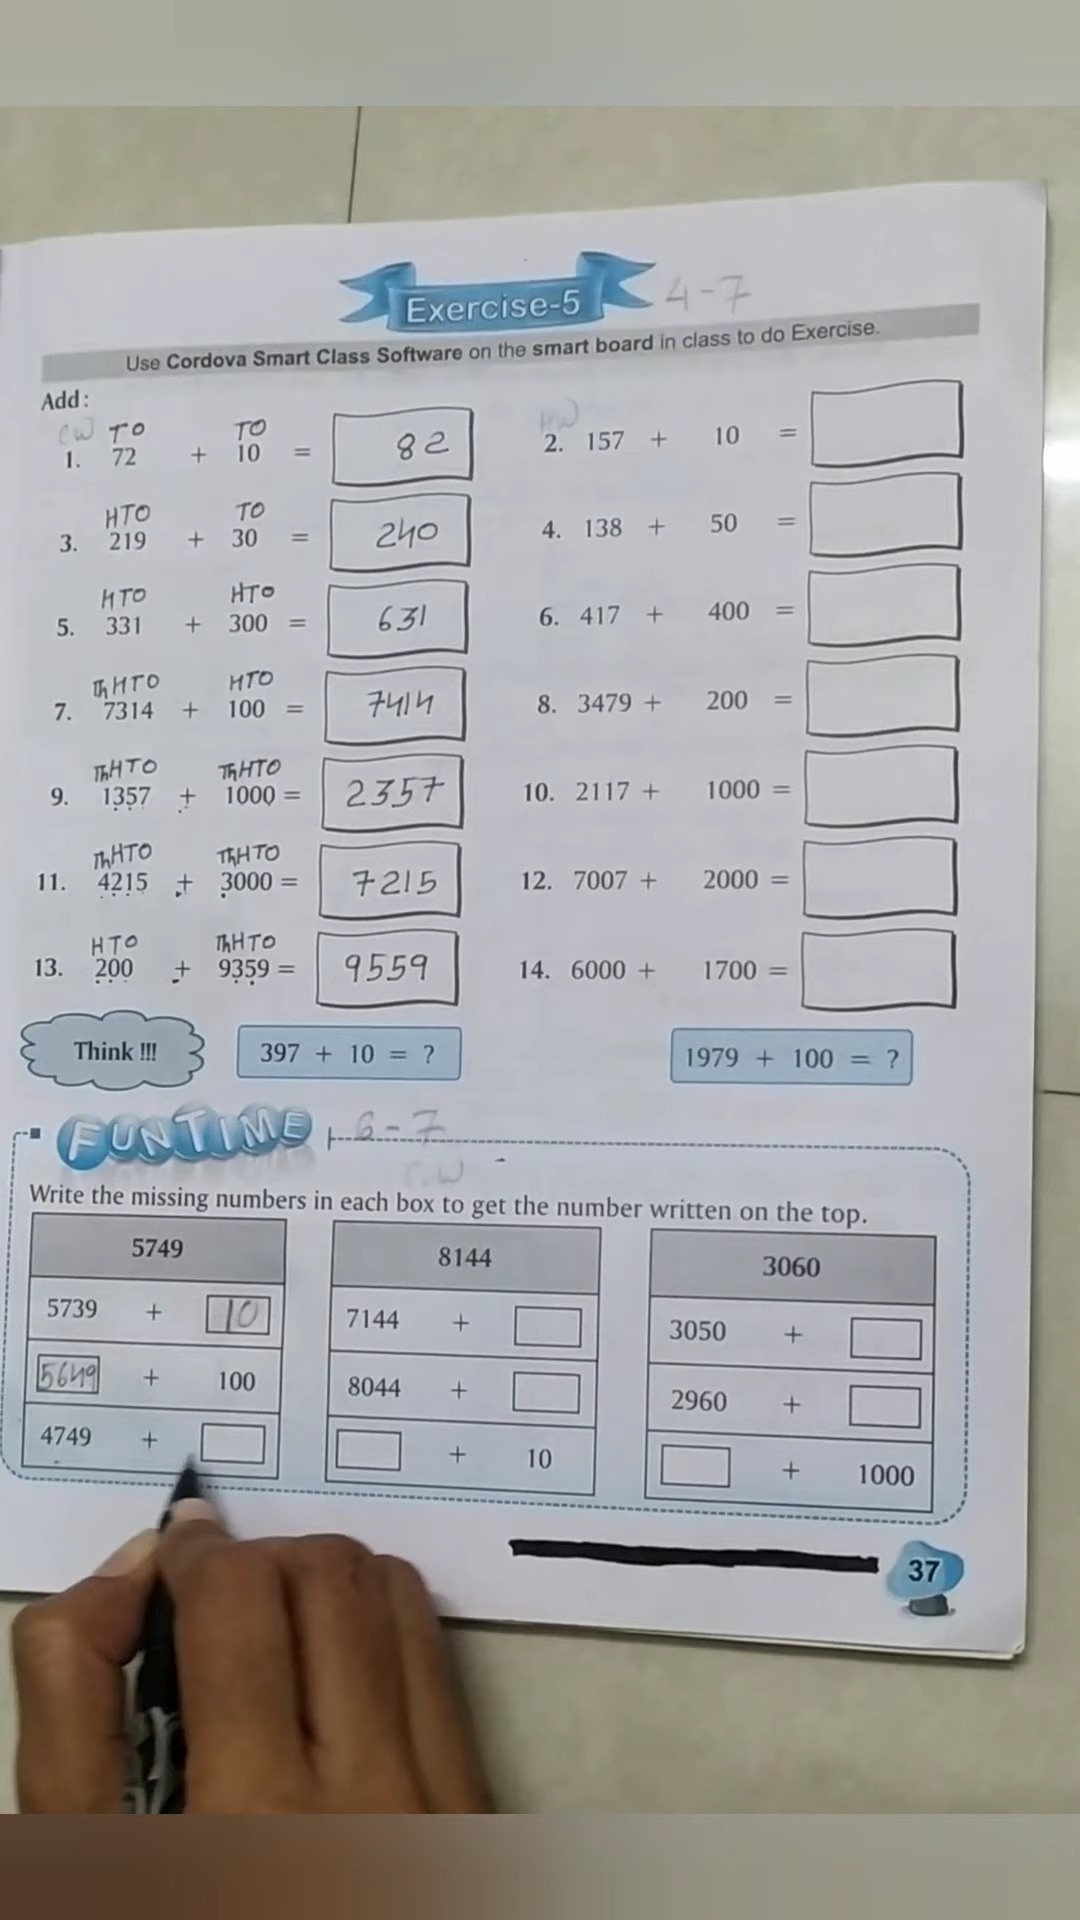 Exercise-5 4-7
Use Cordova Smart Class Software on the smart board in class to do Exercise.
Add:
CW TO TO HW
1. 72 + 10 = 82 2. 157 + 10 =
HTO TO
3. 219 + 30 = 240 4. 138 + 50 =
HTO HTO
5. 331 + 300 = 631 6. 417 + 400 =
ThHTO HTO
7. 7314 + 100 = 7414 8. 3479 + 200 =
ThHTO ThHTO
9. 1357 + 1000 = 2357 10. 2117 + 1000 =
ThHTO ThHTO
11. 4215 + 3000 = 7215 12. 7007 + 2000 =
HTO ThHTO
13. 200 + 9359 = 9559 14. 6000 + 1700 =
Think !!! 397 + 10 = ? 1979 + 100 = ?
FUNTIME 6-7
CW
Write the missing numbers in each box to get the number written on the top.
5749 8144 3060
5739 + 10 7144 + 3050 +
5649 + 100 8044 + 2960 +
4749 + + 10 + 1000
37